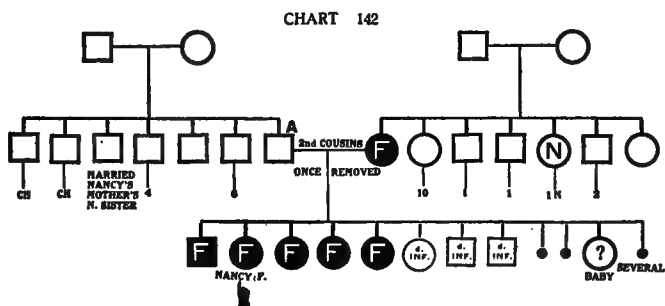 CHART 142
A
2nd COUSINS
F
N
ONCE REMOVED
CH
CH
MARRIED
NANCY'S
MOTHER'S
N. SISTER
4
6
10
1
1
1 N
2
F
F
F
F
F
d.
INF.
d.
INF.
d.
INF.
?
NANCY. F.
BABY
SEVERAL